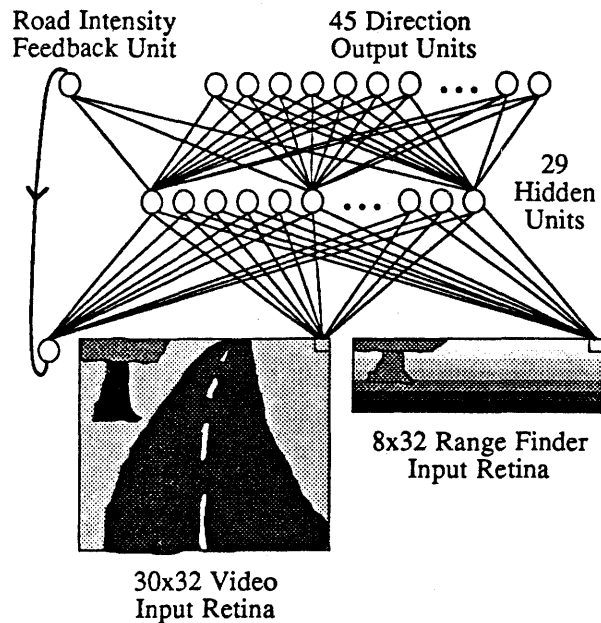 Road Intensity
Feedback Unit
45 Direction
Output Units
29
Hidden
Units
8x32 Range Finder
Input Retina
30x32 Video
Input Retina